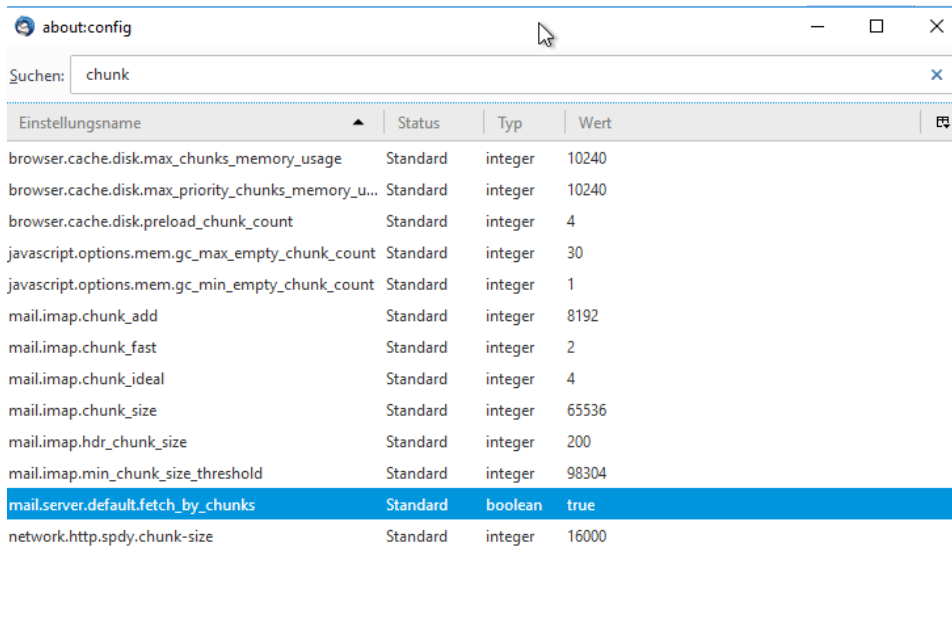 about:config
Suchen: chunk
Einstellungsname Status Typ Wert
browser.cache.disk.max_chunks_memory_usage Standard integer 10240
browser.cache.disk.max_priority_chunks_memory_u... Standard integer 10240
browser.cache.disk.preload_chunk_count Standard integer 4
javascript.options.mem.gc_max_empty_chunk_count Standard integer 30
javascript.options.mem.gc_min_empty_chunk_count Standard integer 1
mail.imap.chunk_add Standard integer 8192
mail.imap.chunk_fast Standard integer 2
mail.imap.chunk_ideal Standard integer 4
mail.imap.chunk_size Standard integer 65536
mail.imap.hdr_chunk_size Standard integer 200
mail.imap.min_chunk_size_threshold Standard integer 98304
mail.server.default.fetch_by_chunks Standard boolean true
network.http.spdy.chunk-size Standard integer 16000